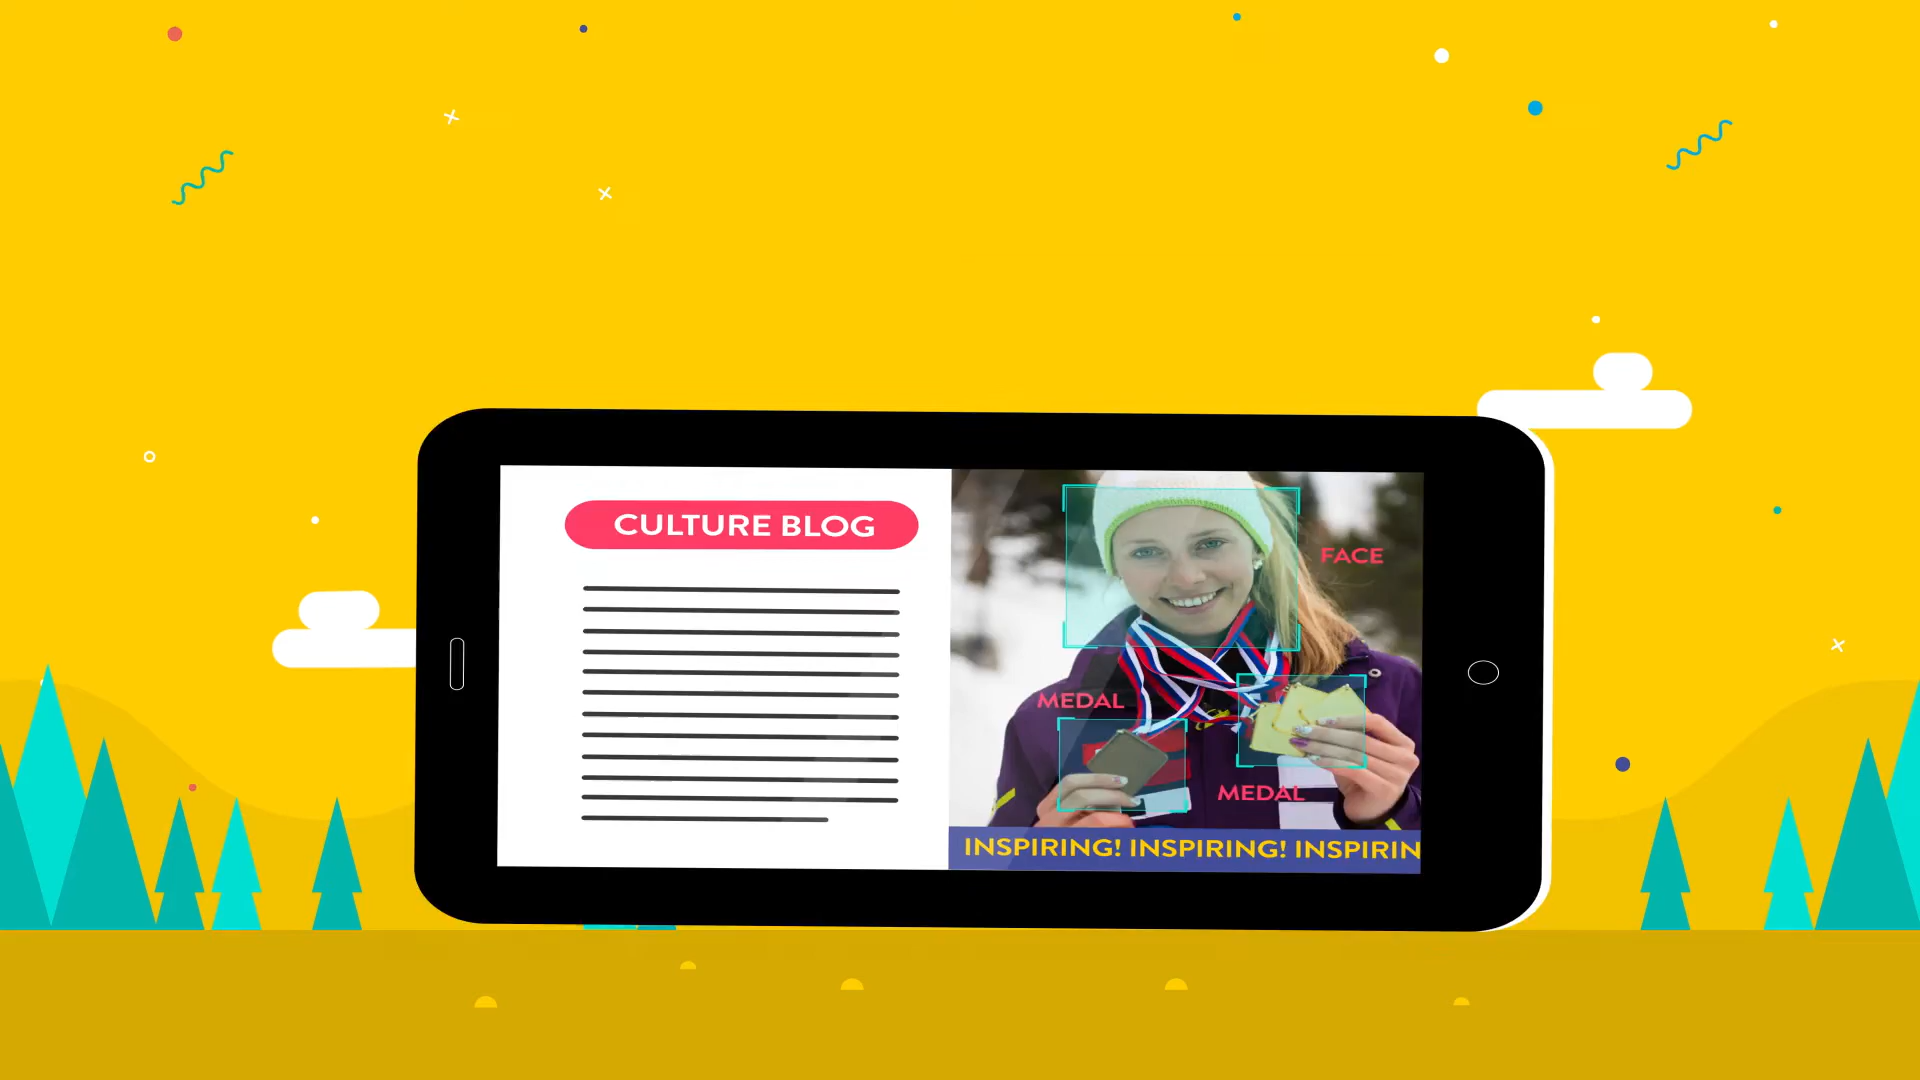 CULTURE BLOG
FACE
MEDAL
MEDAL
INSPIRING! INSPIRING! INSPIRIN